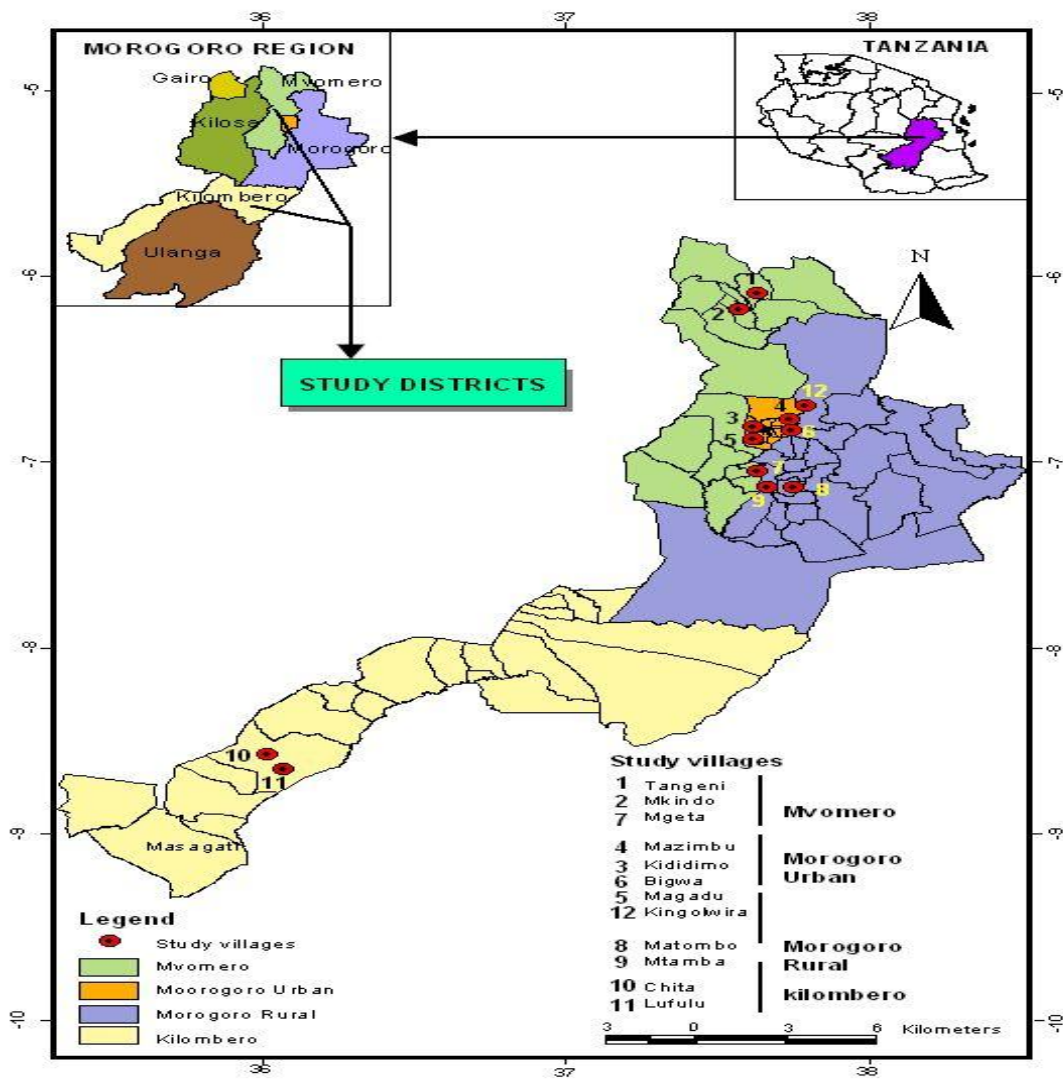 36 37 38
MOROGORO REGION
Gairo
Mvomero
Kilosa
Morogoro
Kilombero
Ulanga
TANZANIA
-5 -5
-6 -6
-7 -7
-8 -8
-9 -9
-10 -10
N
STUDY DISTRICTS
1
2
12
4
3
6
5
7
9 8
10
11
Masagati
Study villages
1 Tangeni
2 Mkindo
7 Mgeta
Mvomero
4 Mazimbu
3 Kididimo
6 Bigwa
Morogoro
Urban
5 Magadu
12 Kingolwira
8 Matombo
9 Mtamba
Morogoro
Rural
10 Chita
11 Lufulu
kilombero
Legend
Study villages
Mvomero
Moorogoro Urban
Morogoro Rural
Kilombero
3 0 3 6 Kilometers
36 37 38